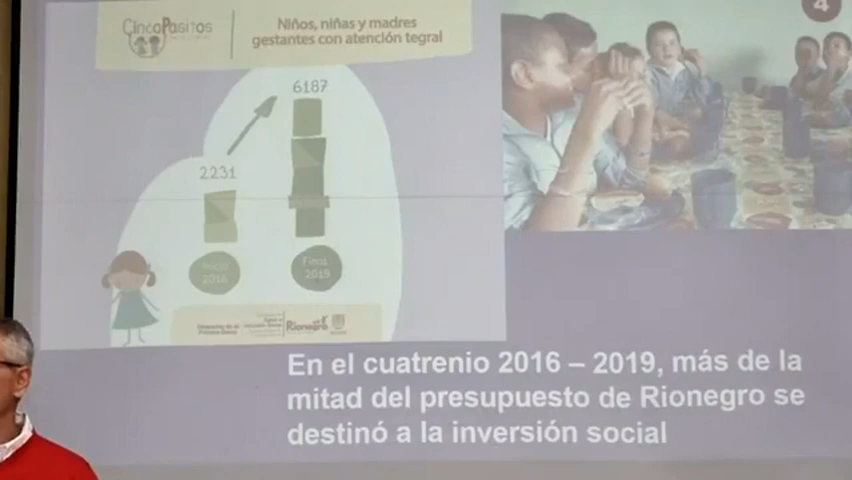 CincoPasitos
Niños, niñas y madres
gestantes con atención tegral
4
6187
2231
Inicio
2016
Final
2019
Rionegro
En el cuatrenio 2016 – 2019, más de la
mitad del presupuesto de Rionegro se
destinó a la inversión social